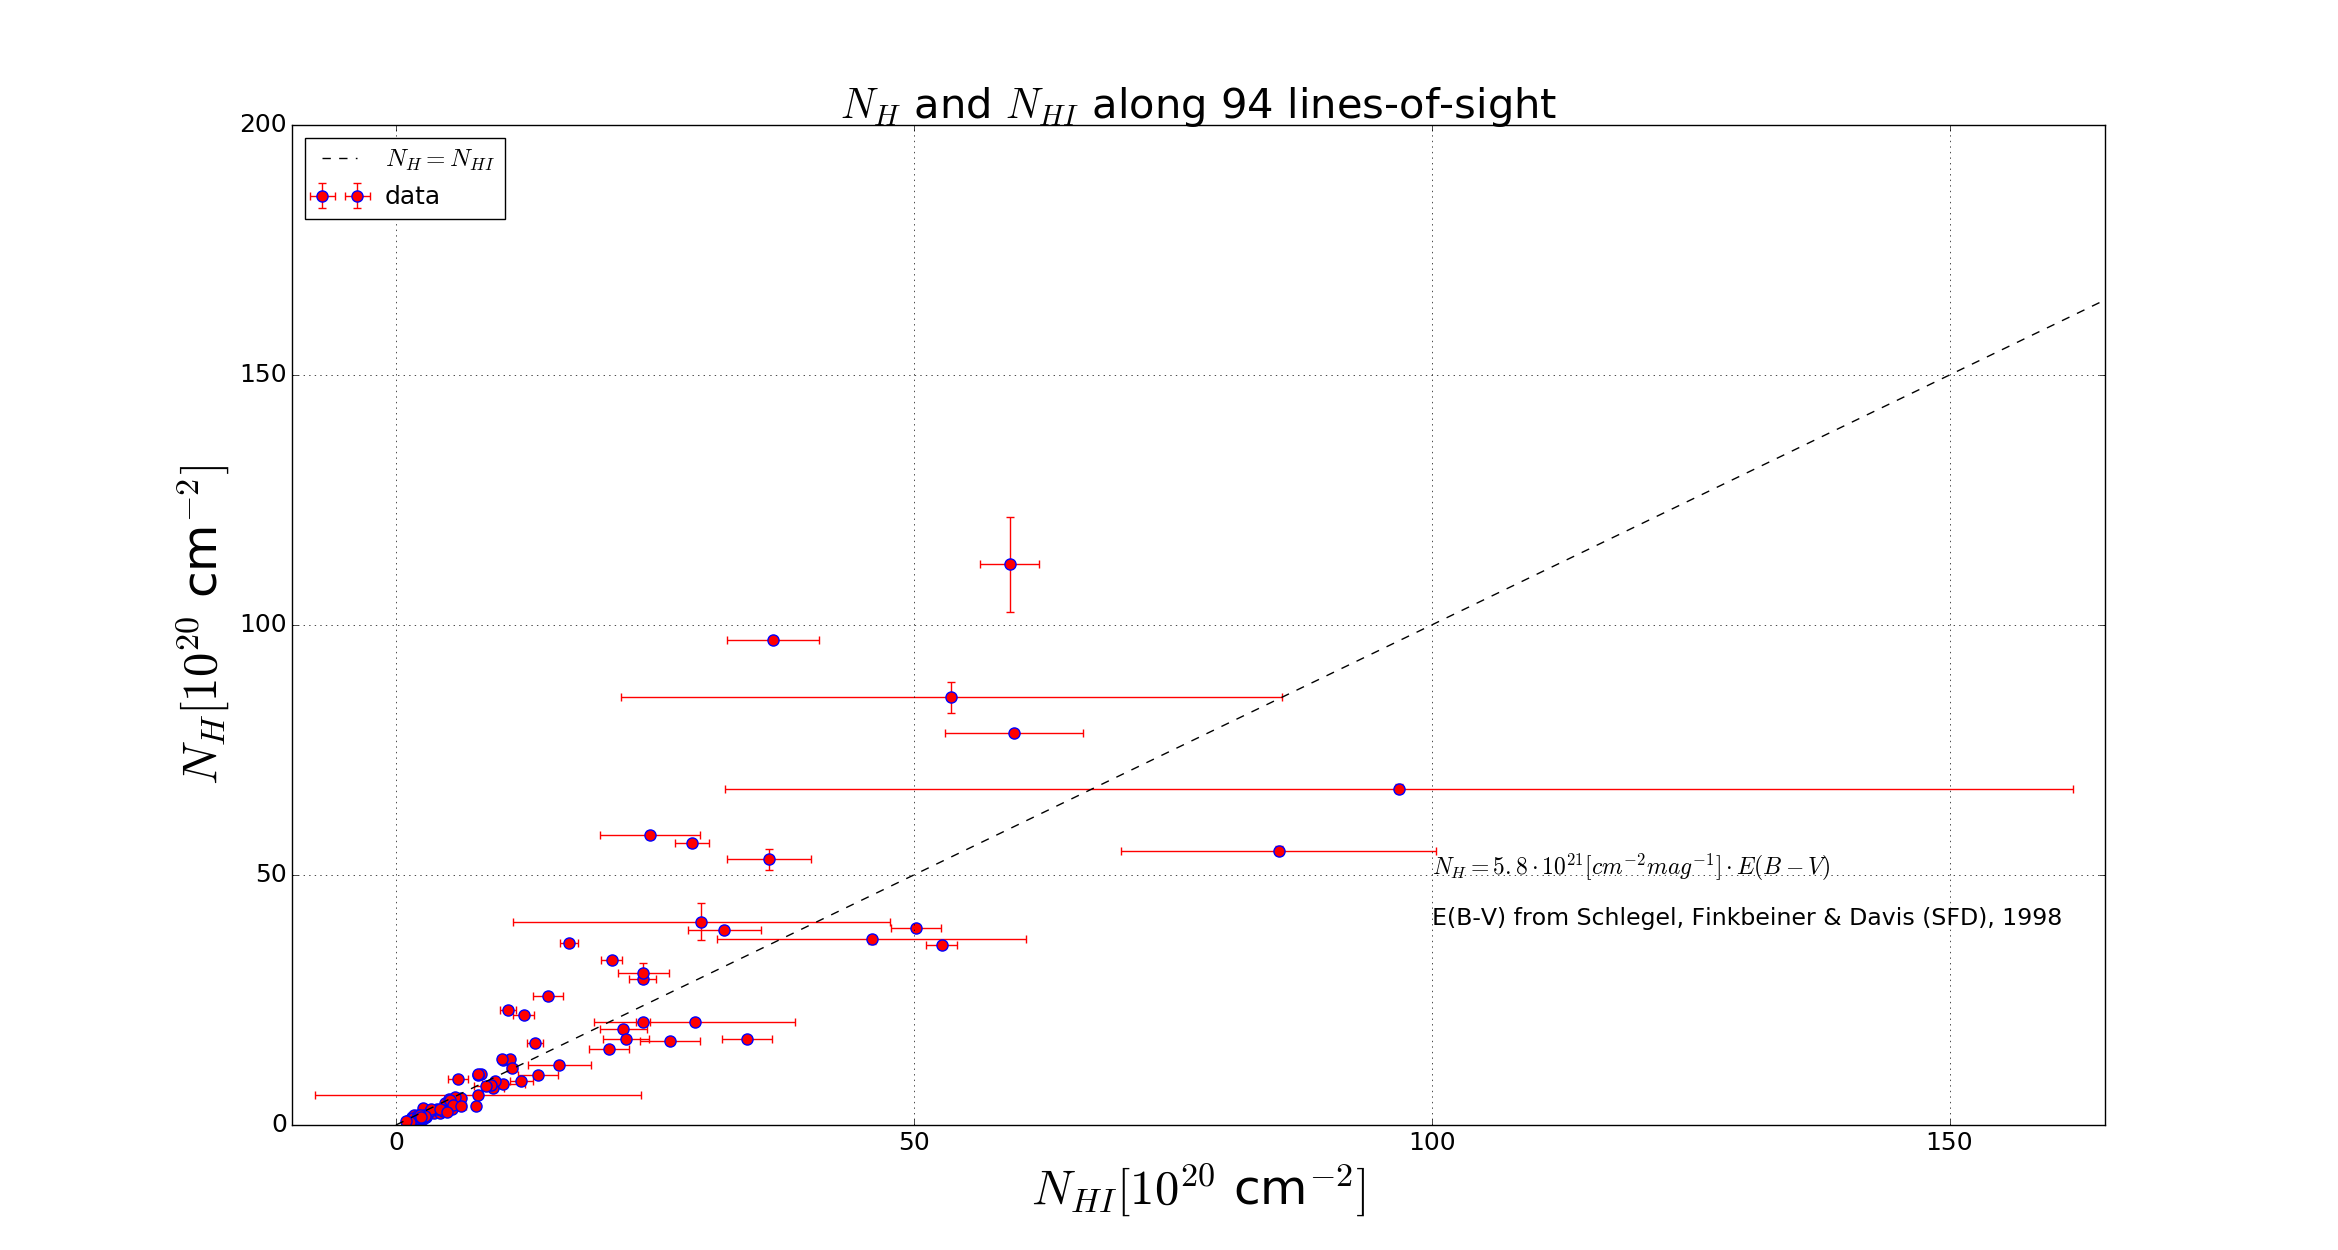 N_H and N_HI along 94 lines-of-sight
N_H = N_HI
data
200
150
100
50
0
N_H[10^20 cm^−2]
N_H = 5.8 · 10^21[cm^−2mag^−1] · E(B − V)
E(B-V) from Schlegel, Finkbeiner & Davis (SFD), 1998
0 50 100 150
N_HI[10^20 cm^−2]